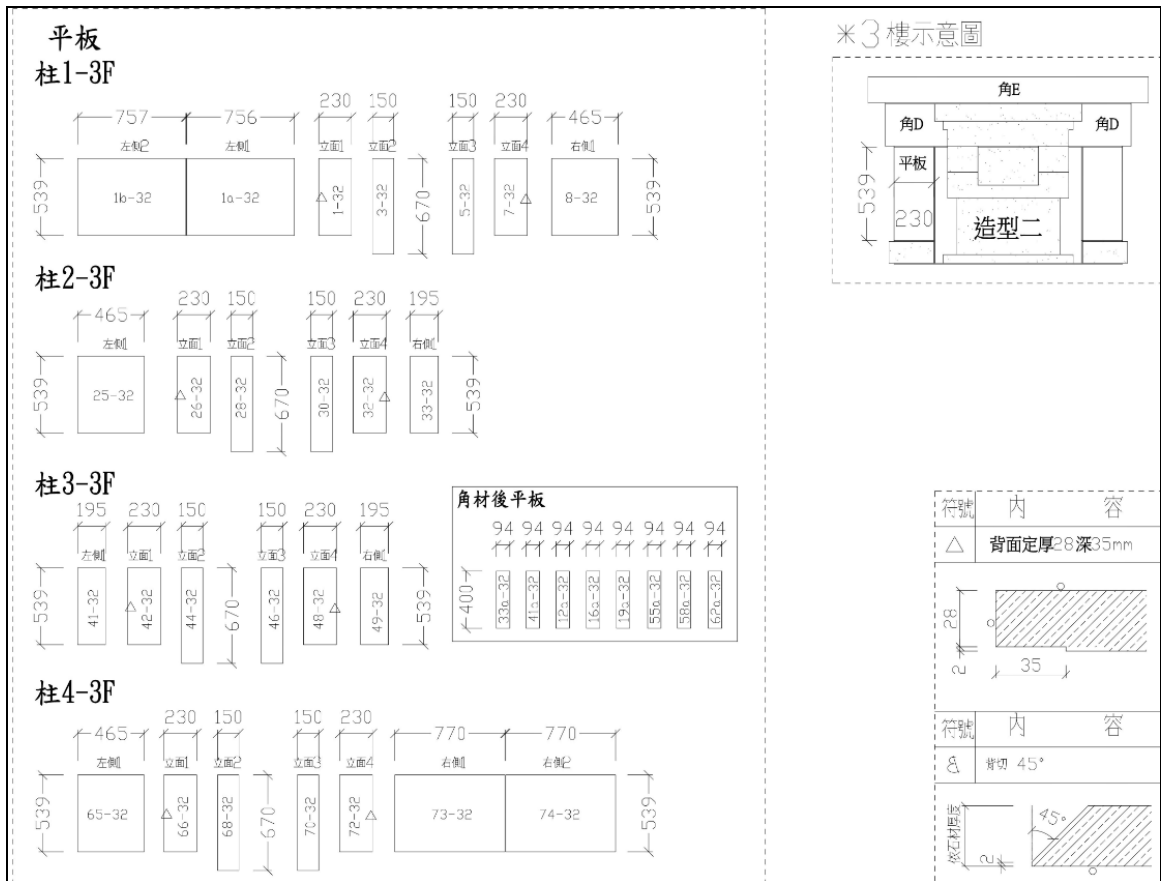 平板
柱1-3F
230 150 150 230 465
757 756
左側2 左側1 立面1 立面2 立面3 立面4 右側1
539 1b-32 1a-32 1-32 3-32 670 5-32 7-32 8-32 539
柱2-3F
230 150 150 230 195
465
左側1 立面1 立面2 立面3 立面4 右側1
539 25-32 26-32 28-32 670 30-32 32-32 33-32 539
柱3-3F
195 230 150 150 230 195
左側1 立面1 立面2 立面3 立面4 右側1
539 41-32 42-32 44-32 670 46-32 48-32 49-32 539
角材後平板
94 94 94 94 94 94 94 94
400 33a-32 41a-32 12a-32 16a-32 19a-32 55a-32 58a-32 62a-32
柱4-3F
230 150 150 230
465 770 770
左側1 立面1 立面2 立面3 立面4 右側1 右側2
539 65-32 66-32 68-32 670 70-32 72-32 73-32 74-32 539
米3樓示意圖
角E
角D 角D
平板
539 230 造型二
符號 內 容
△ 背面定厚28深35mm
28
2 35
符號 內 容
背切 45°
依石材厚度 45°
2